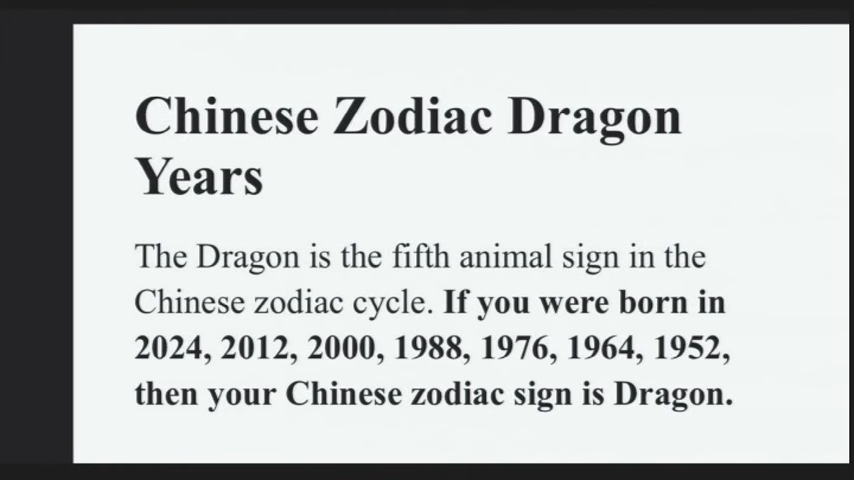 Chinese Zodiac Dragon
Years
The Dragon is the fifth animal sign in the
Chinese zodiac cycle. If you were born in
2024, 2012, 2000, 1988, 1976, 1964, 1952,
then your Chinese zodiac sign is Dragon.